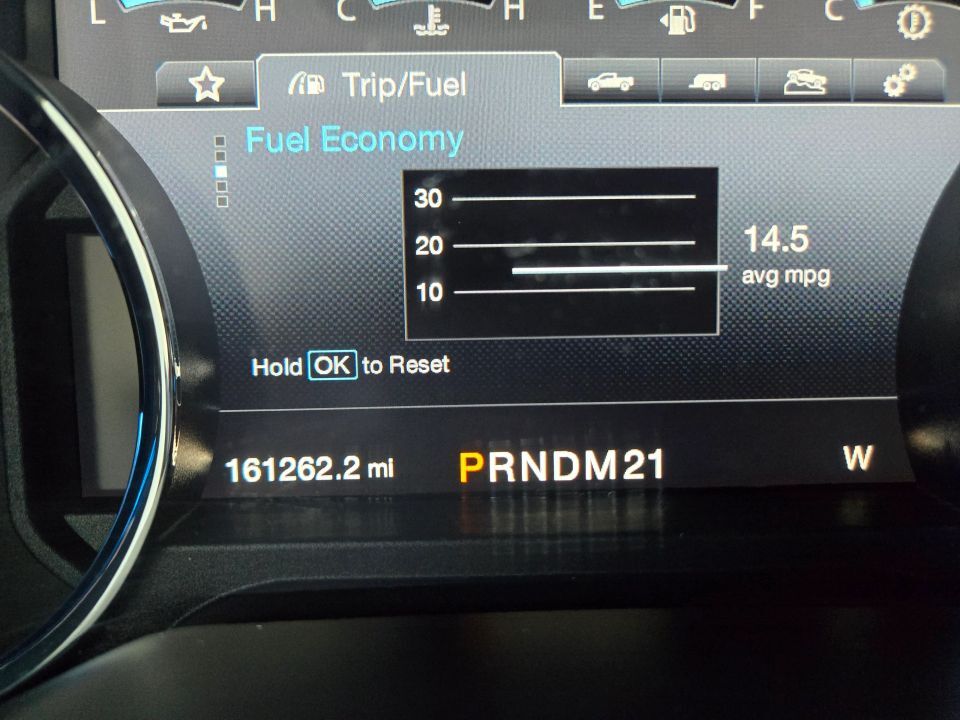 L H C H E F C
Trip/Fuel
Fuel Economy
30
20
10
14.5
avg mpg
Hold OK to Reset
161262.2 mi PRNDM21 W